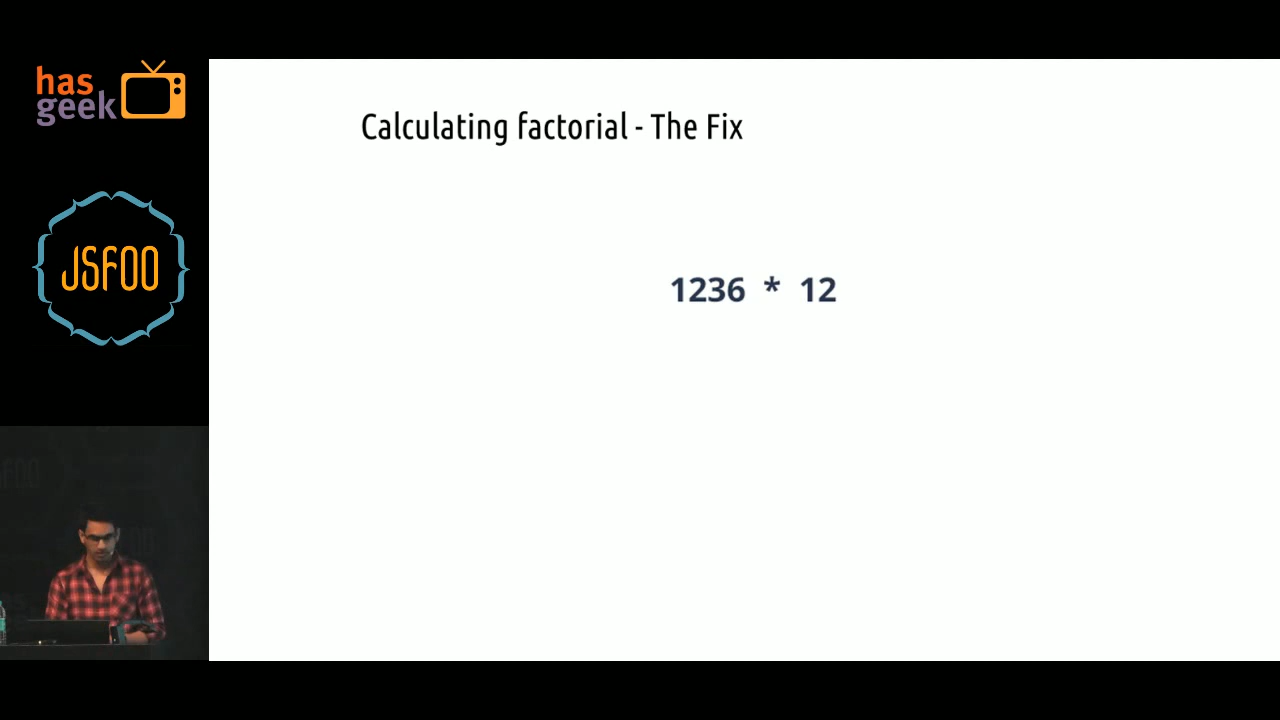 has
geek
JSFOO
Calculating factorial - The Fix
1236 * 12